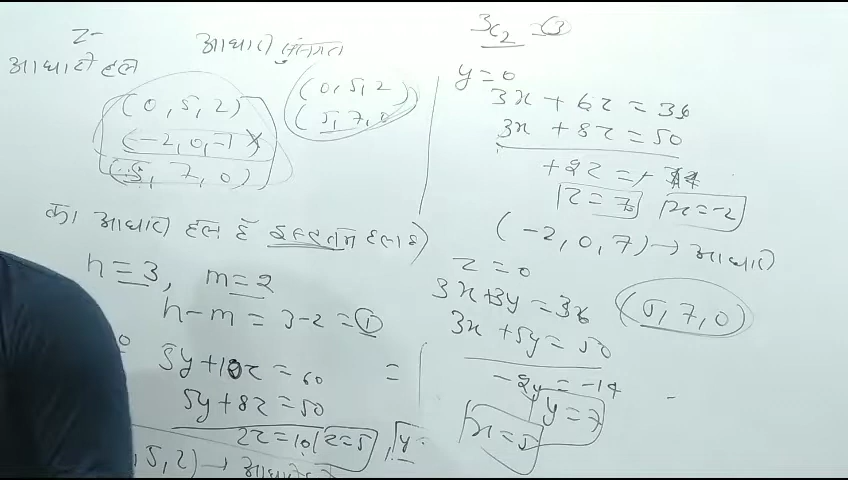 आधारी हल
आधारी सुसंगत
(0, 5, 2)
(-2, 0, -7) ×
(5, 7, 0)
(0, 5, 2)
(5, 7, 0)
का आधारी हल है
n = 3, m = 2
n-m = 3-2 = 1
5y+10z = 60
5y+8z = 50
2z = 10 z=5, y=
, 5, 2) →
3c2 = 3
y = 0
3x + 6z = 36
3x + 8z = 50
+2z = + 14
z = 7 x = -2
(-2, 0, 7) → आधारी
z = 0
3x+3y = 36
3x + 5y = 50
-2y = -14
y = 7
x = 5
(5, 7, 0)